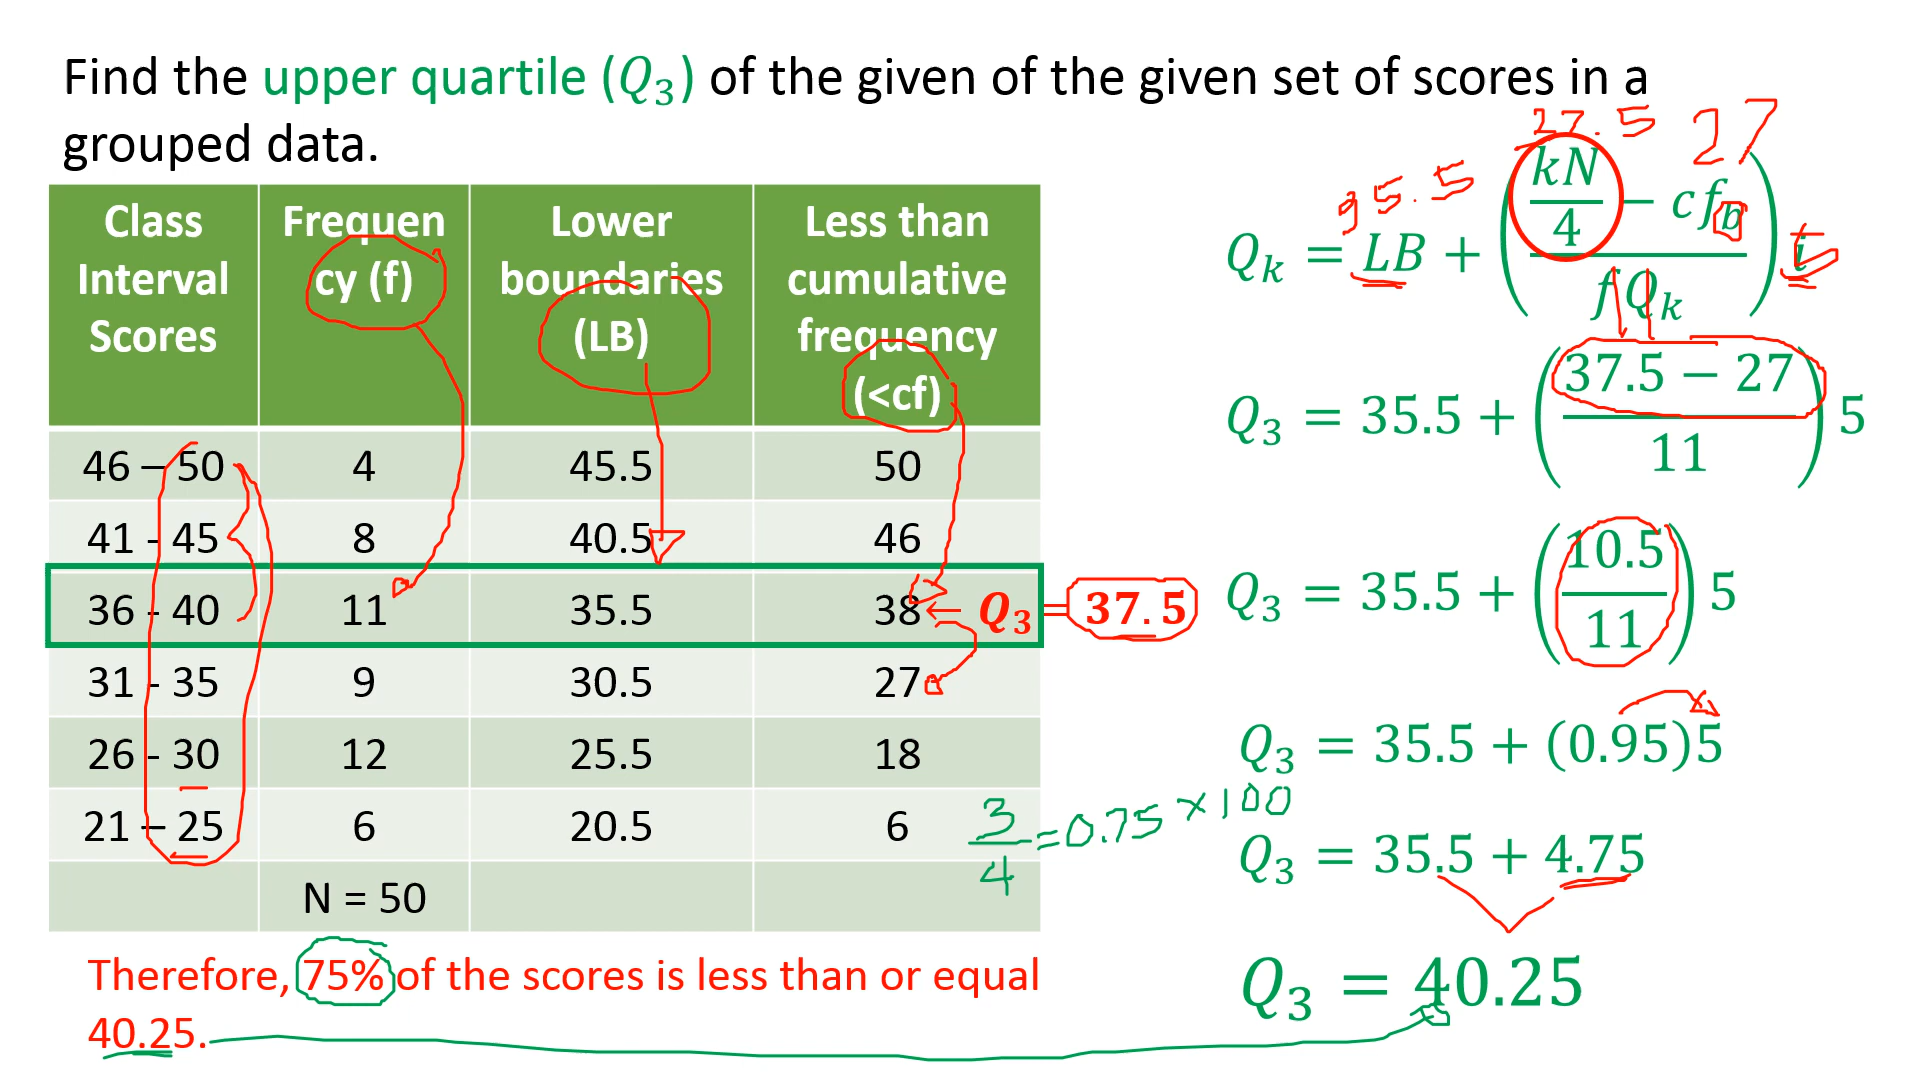 Find the upper quartile (Q₃) of the given of the given set of scores in a
grouped data.
Class Interval Scores | Frequen cy (f) | Lower boundaries (LB) | Less than cumulative frequency (<cf)
46 – 50 | 4 | 45.5 | 50
41 - 45 | 8 | 40.5 | 46
36 - 40 | 11 | 35.5 | 38 ← Q₃ = 37.5
31 - 35 | 9 | 30.5 | 27
26 - 30 | 12 | 25.5 | 18
21 – 25 | 6 | 20.5 | 6
N = 50
3/4 = 0.75 × 100
Therefore, 75% of the scores is less than or equal
40.25.
27.5 27
35.5
Qₖ = LB + (kN/4 − cf_b / fQₖ) i
5
Q₃ = 35.5 + (37.5 − 27 / 11) 5
Q₃ = 35.5 + (10.5 / 11) 5
Q₃ = 35.5 + (0.95)5
Q₃ = 35.5 + 4.75
Q₃ = 40.25